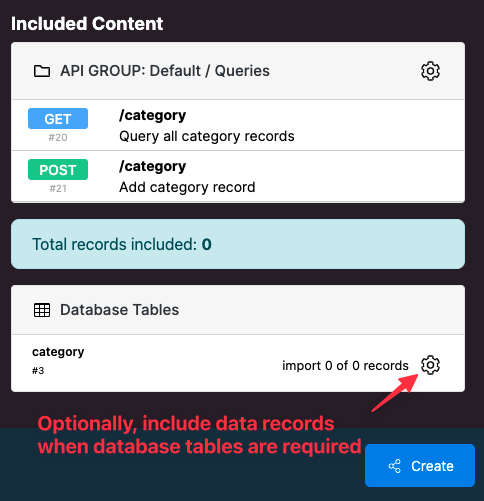 Included Content
API GROUP: Default / Queries
GET
/category
#20
Query all category records
POST
/category
#21
Add category record
Total records included: 0
Database Tables
category
#3
import 0 of 0 records
Optionally, include data records
when database tables are required
Create